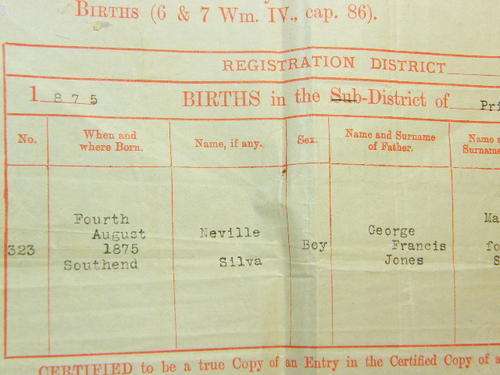 BIRTHS (6 & 7 WM. IV., CAP. 86).
REGISTRATION DISTRICT
1 875 BIRTHS in the Sub-District of
No. When and where Born. Name, if any. Sex. Name and Surname of Father.
323
Fourth
August
1875
Southend
Neville
Silva
Boy
George
Francis
Jones
CERTIFIED to be a true Copy of an Entry in the Certified Copy of a